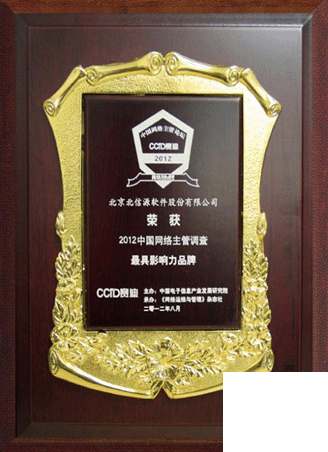 中国网络主管论坛
CCID赛迪
2012
北京北信源软件股份有限公司
荣 获
2012中国网络主管调查
最具影响力品牌
CCID赛迪
主办：中国电子信息产业发展研究院
承办：《网络运维与管理》杂志社
二零一二年八月